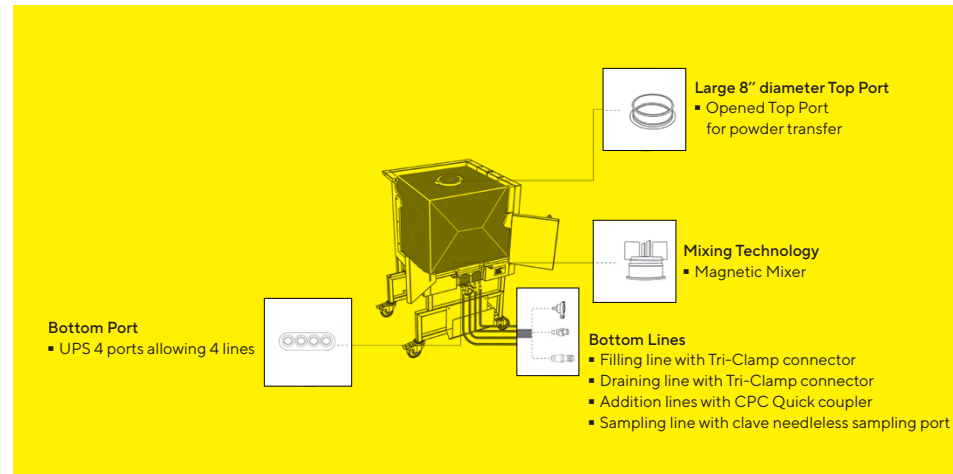 Large 8’’ diameter Top Port
▪ Opened Top Port
for powder transfer
Mixing Technology
▪ Magnetic Mixer
Bottom Port
▪ UPS 4 ports allowing 4 lines
Bottom Lines
▪ Filling line with Tri-Clamp connector
▪ Draining line with Tri-Clamp connector
▪ Addition lines with CPC Quick coupler
▪ Sampling line with clave needleless sampling port